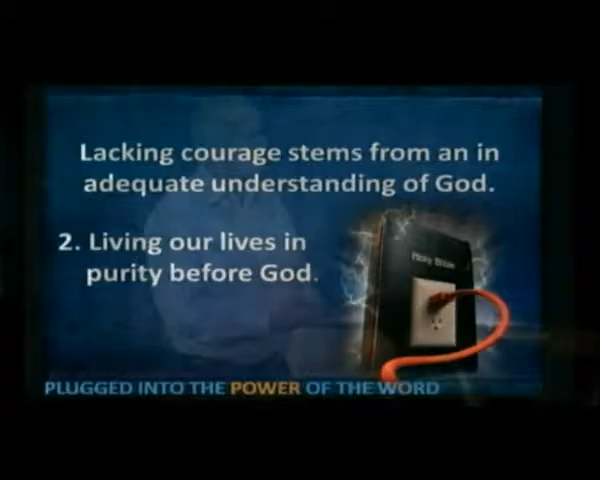 Lacking courage stems from an in
adequate understanding of God.
2. Living our lives in
purity before God.
Holy Bible
PLUGGED INTO THE POWER OF THE WORD